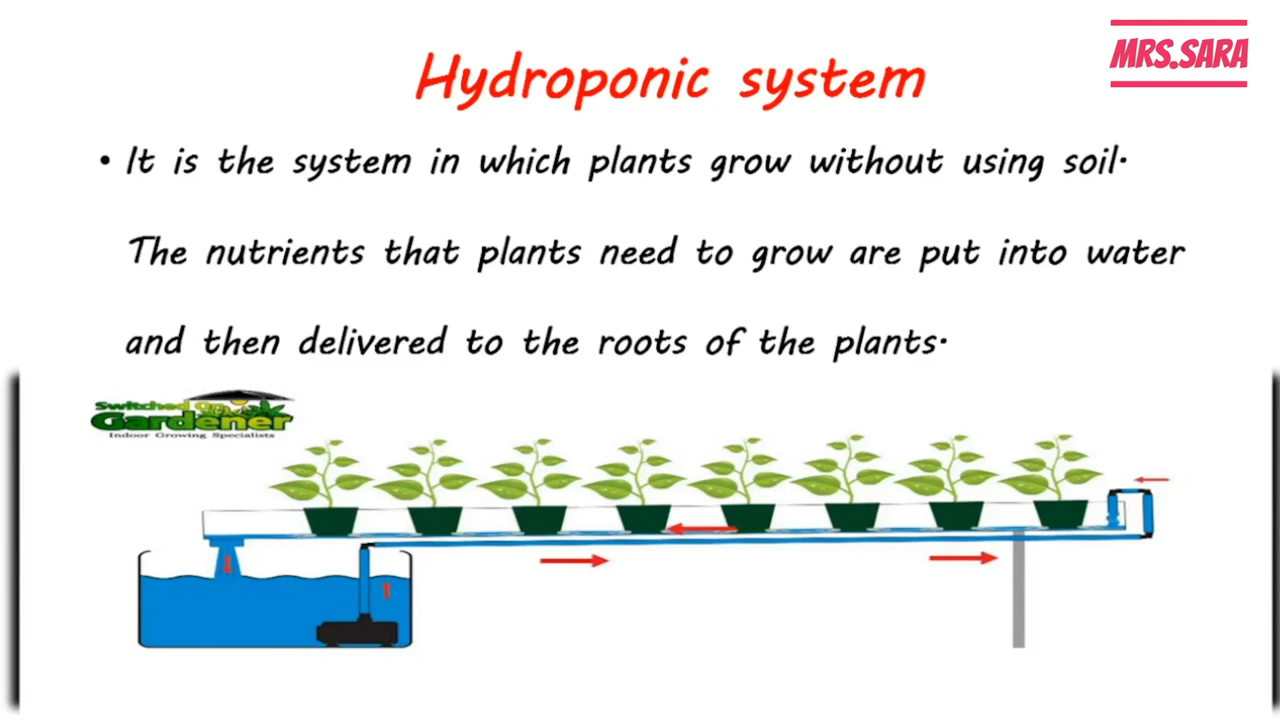 MRS.SARA
Hydroponic system
• It is the system in which plants grow without using soil.
The nutrients that plants need to grow are put into water
and then delivered to the roots of the plants.
Switched On
Gardener
Indoor Growing Specialists